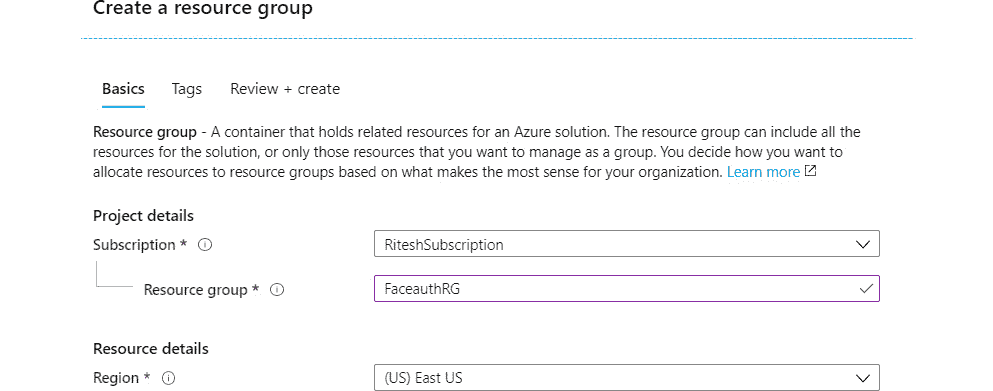 Create a resource group
Basics Tags Review + create
Resource group - A container that holds related resources for an Azure solution. The resource group can include all the
resources for the solution, or only those resources that you want to manage as a group. You decide how you want to
allocate resources to resource groups based on what makes the most sense for your organization. Learn more
Project details
Subscription * RiteshSubscription
Resource group * FaceauthRG
Resource details
Region * (US) East US